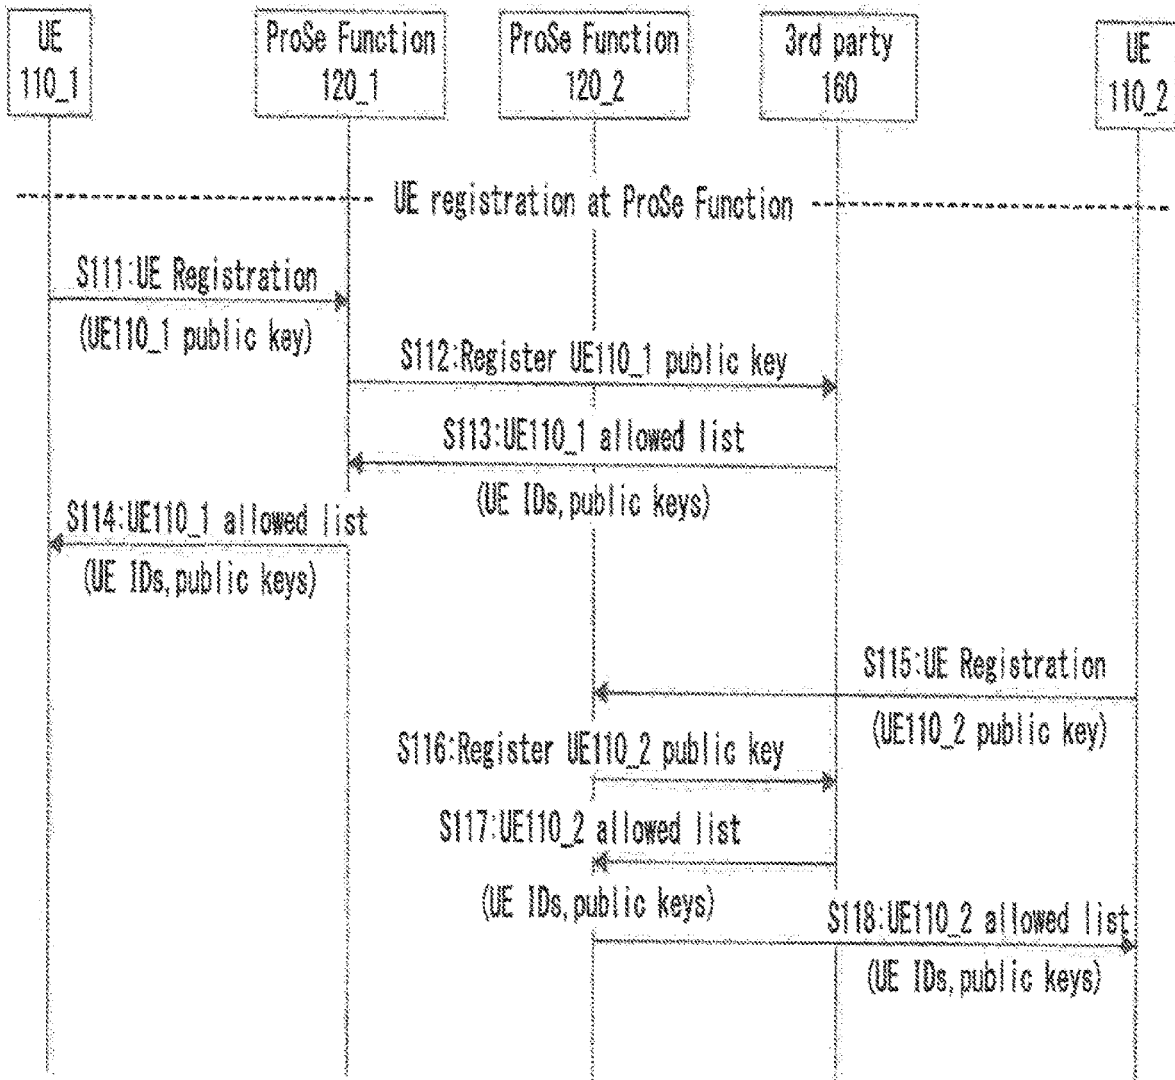 UE
110_1
ProSe Function
120_1
ProSe Function
120_2
3rd party
160
UE
110_2
UE registration at ProSe Function
S111:UE Registration
(UE110_1 public key)
S112:Register UE110_1 public key
S113:UE110_1 allowed list
(UE IDs,public keys)
S114:UE110_1 allowed list
(UE IDs,public keys)
S115:UE Registration
(UE110_2 public key)
S116:Register UE110_2 public key
S117:UE110_2 allowed list
(UE IDs,public keys)
S118:UE110_2 allowed list
(UE IDs,public keys)